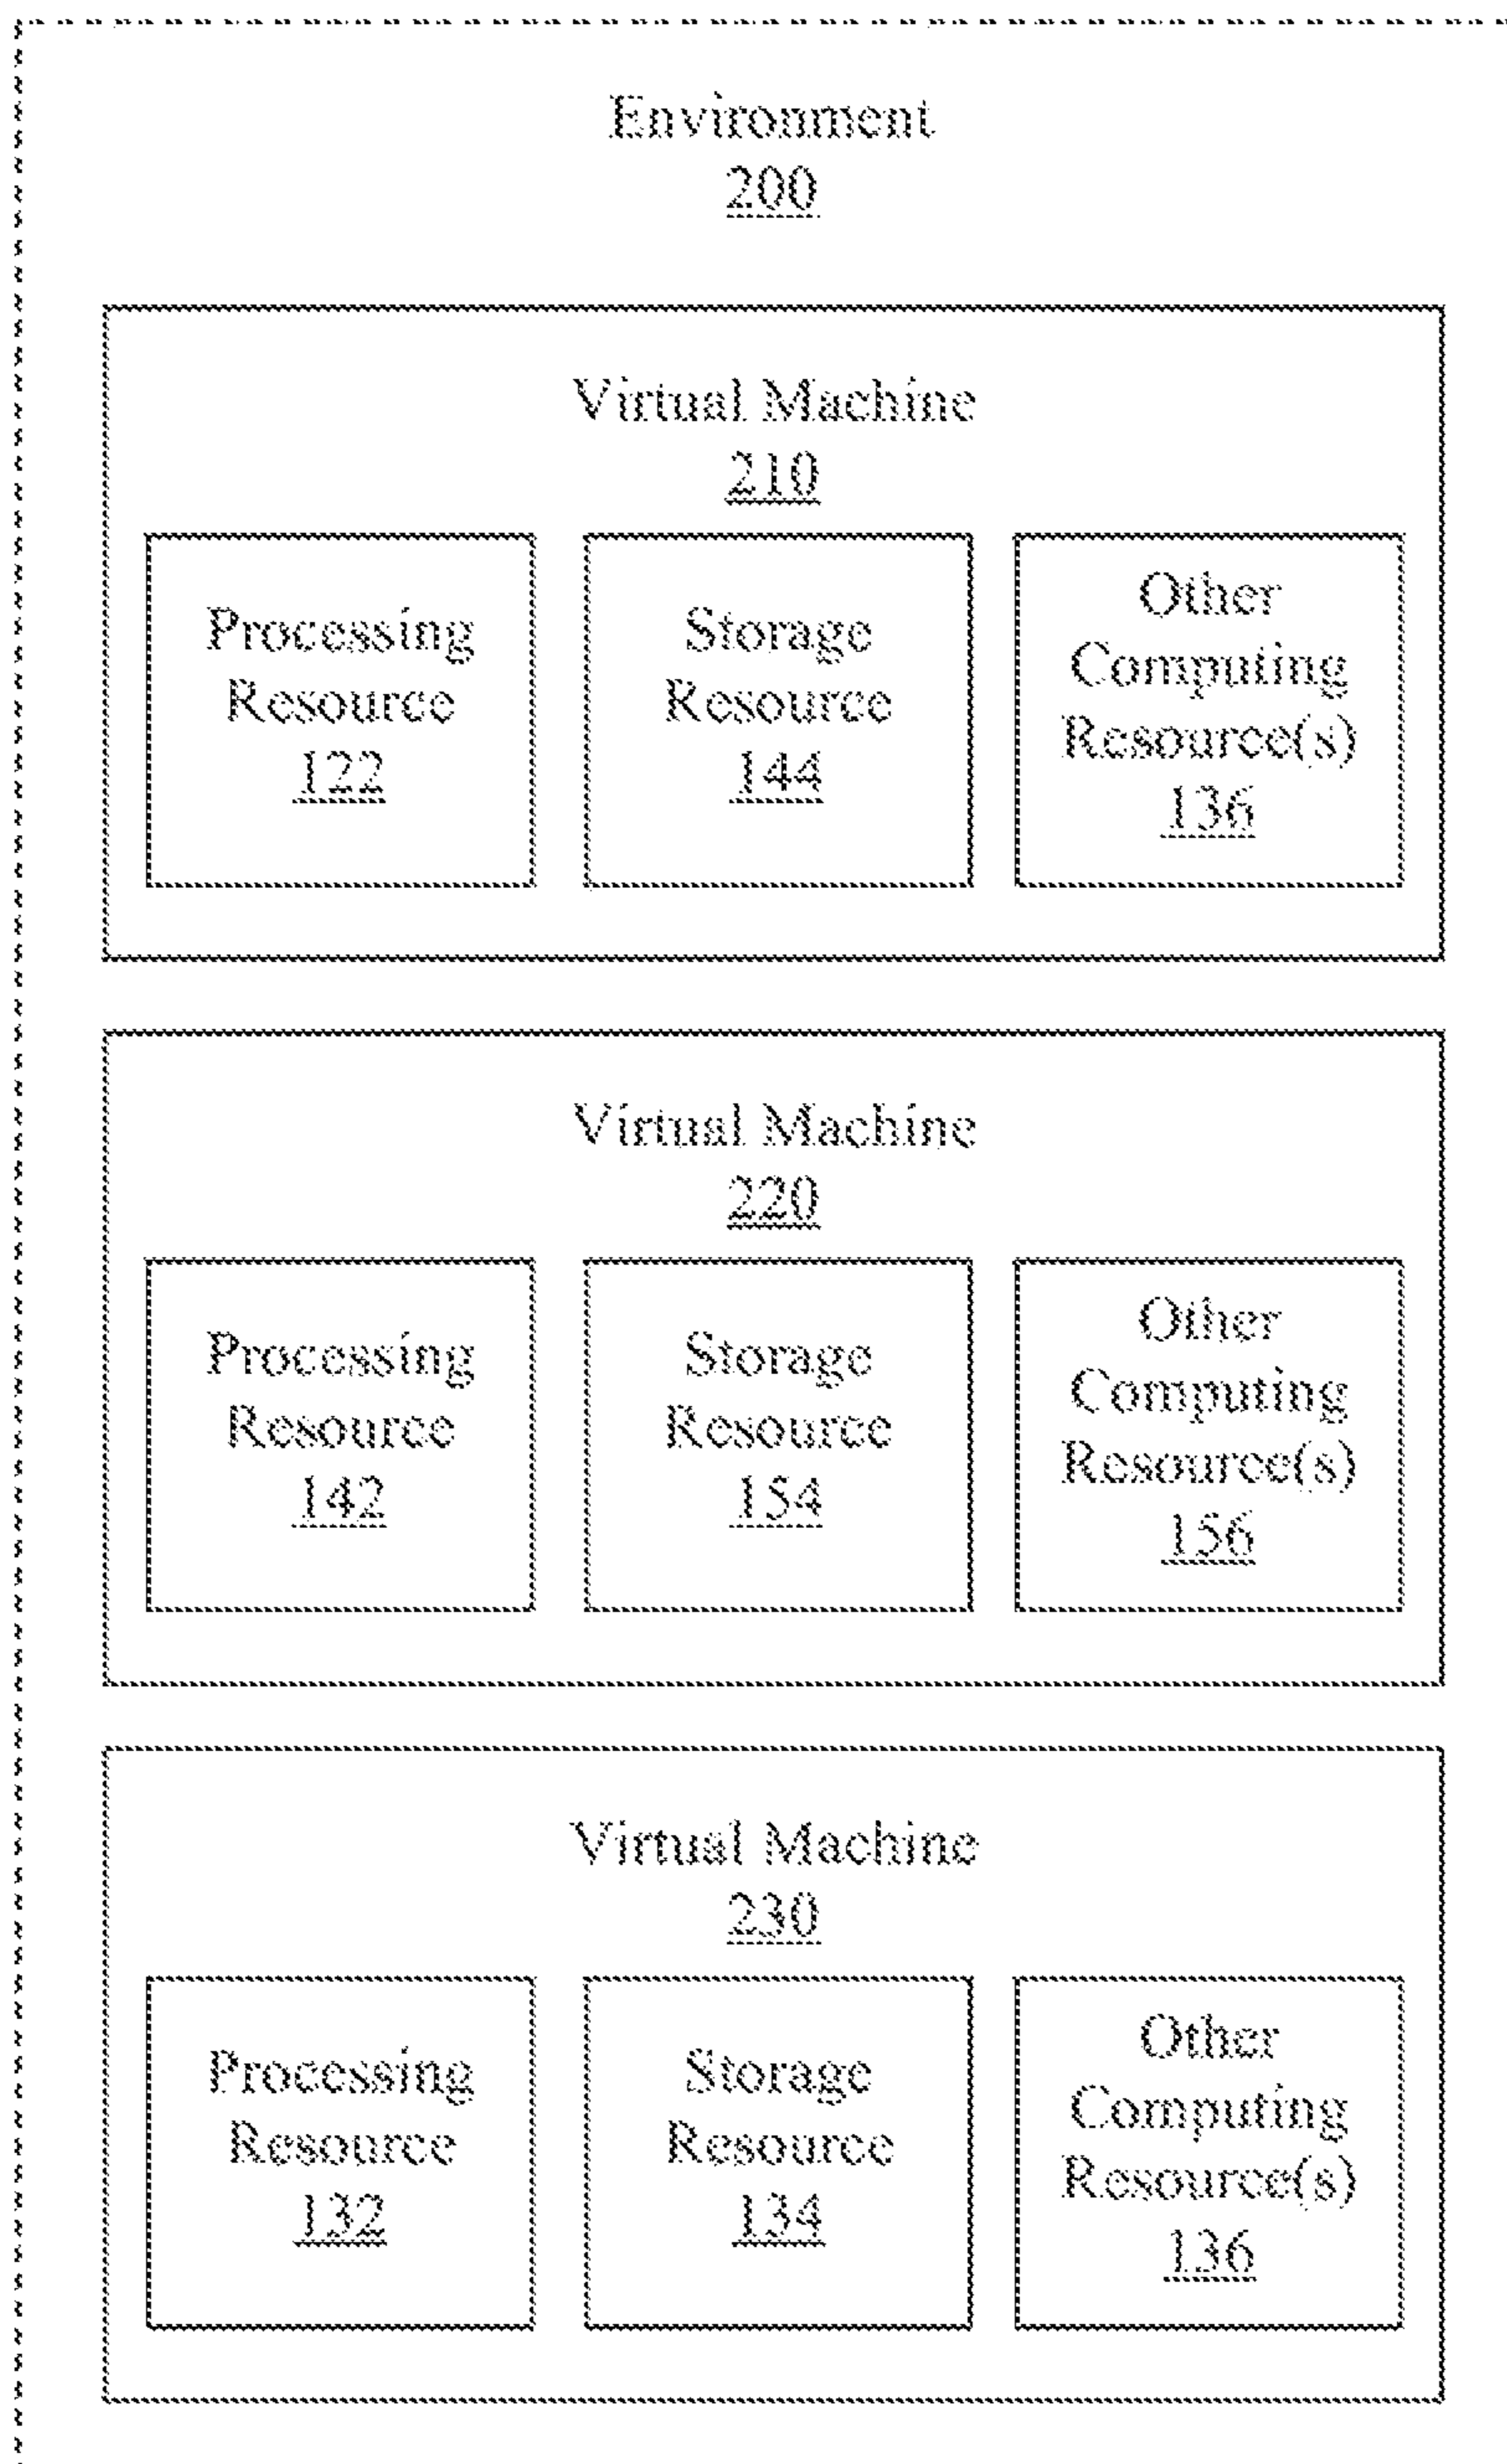 Environment
200
Virtual Machine
210
Processing
Resource
122
Storage
Resource
144
Other
Computing
Resource(s)
136
Virtual Machine
220
Processing
Resource
142
Storage
Resource
154
Other
Computing
Resource(s)
156
Virtual Machine
230
Processing
Resource
132
Storage
Resource
134
Other
Computing
Resource(s)
136